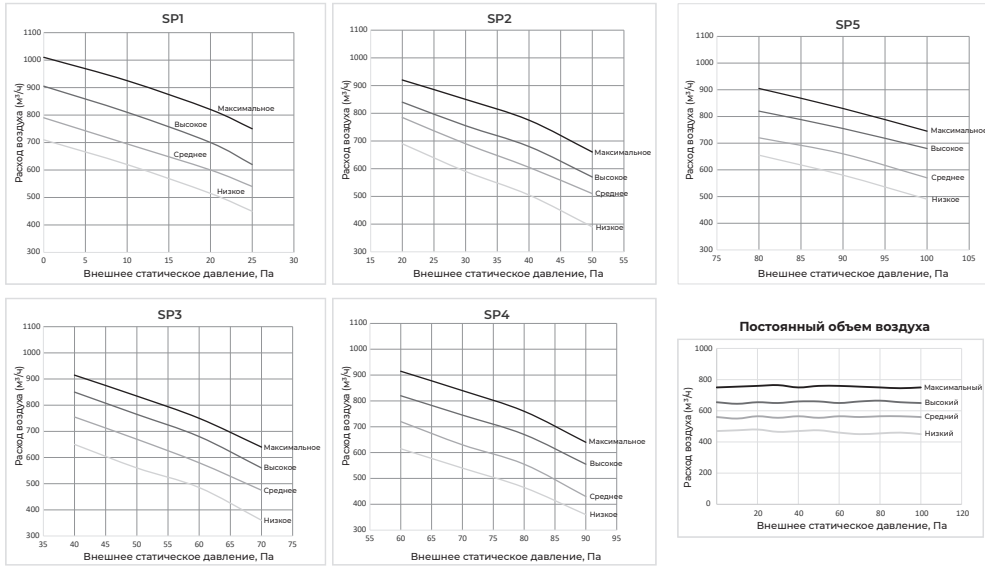 SP1
1100
1000
900
800
700
600
500
400
300
0
5
10
15
20
25
30
Расход воздуха (м³/ч)
Максимальное
Высокое
Среднее
Низкое
Внешнее статическое давление, Па
SP2
1100
1000
900
800
700
600
500
400
300
15
20
25
30
35
40
45
50
55
Расход воздуха (м³/ч)
Максимальное
Высокое
Среднее
Низкое
Внешнее статическое давление, Па
SP5
1100
1000
900
800
700
600
500
400
300
75
80
85
90
95
100
105
Расход воздуха (м³/ч)
Максимальное
Высокое
Среднее
Низкое
Внешнее статическое давление, Па
SP3
1100
1000
900
800
700
600
500
400
300
35
40
45
50
55
60
65
70
75
Расход воздуха (м³/ч)
Максимальное
Высокое
Среднее
Низкое
Внешнее статическое давление, Па
SP4
1100
1000
900
800
700
600
500
400
300
55
60
65
70
75
80
85
90
95
Расход воздуха (м³/ч)
Максимальное
Высокое
Среднее
Низкое
Внешнее статическое давление, Па
Постоянный объем воздуха
1000
800
600
400
200
0
20
40
60
80
100
120
Расход воздуха (м³/ч)
Максимальный
Высокий
Средний
Низкий
Внешнее статическое давление, Па